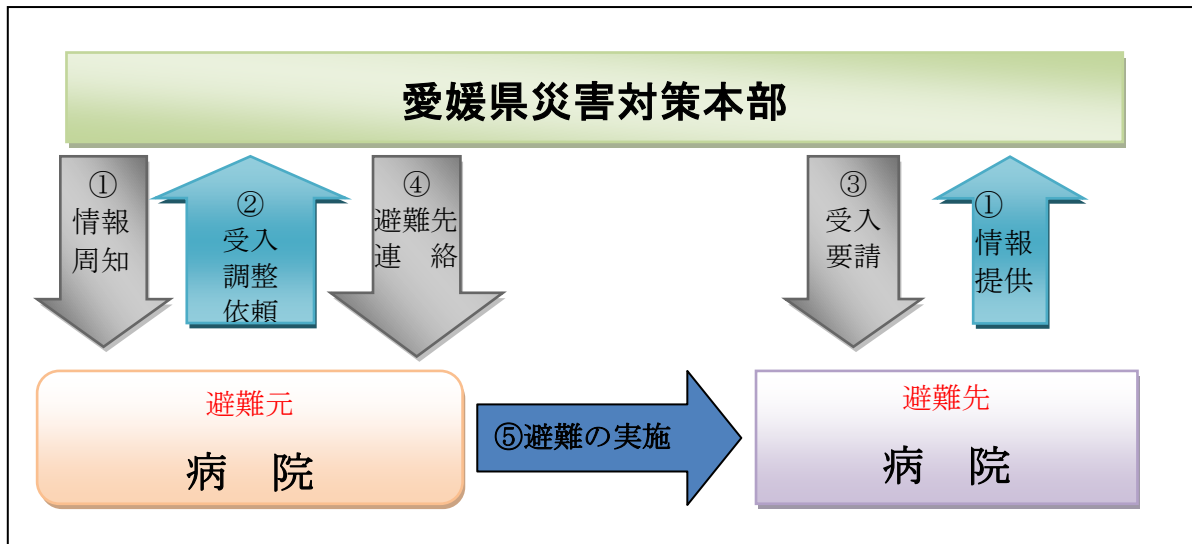 愛媛県災害対策本部
①
情報
周知
②
受入
調整
依頼
④
避難先
連　絡
③
受入
要請
①
情報
提供
避難元
病　院
⑤避難の実施
避難先
病　院